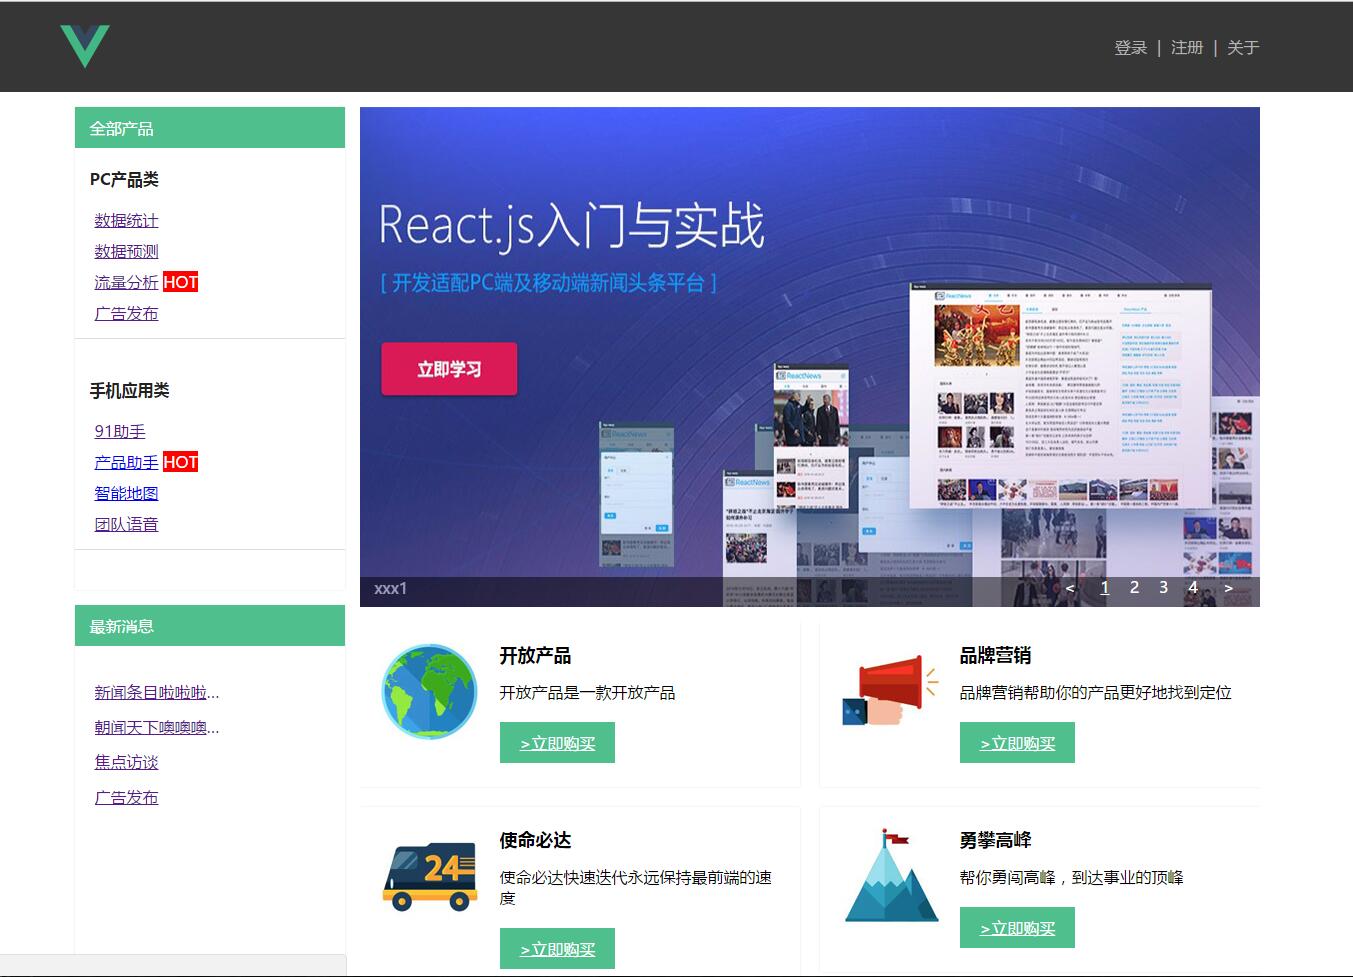 登录 | 注册 | 关于
全部产品
PC产品类
数据统计
数据预测
流量分析 HOT
广告发布
手机应用类
91助手
产品助手 HOT
智能地图
团队语音
最新消息
新闻条目啦啦啦...
朝闻天下噢噢噢...
焦点访谈
广告发布
React.js入门与实战
[ 开发适配PC端及移动端新闻头条平台 ]
立即学习
ReactNews
ReactNews
ReactNews
ReactNews
xxx1
< 1 2 3 4 >
开放产品
开放产品是一款开放产品
>立即购买
品牌营销
品牌营销帮助你的产品更好地找到定位
>立即购买
使命必达
使命必达快速迭代永远保持最前端的速
度
>立即购买
24
勇攀高峰
帮你勇闯高峰，到达事业的顶峰
>立即购买